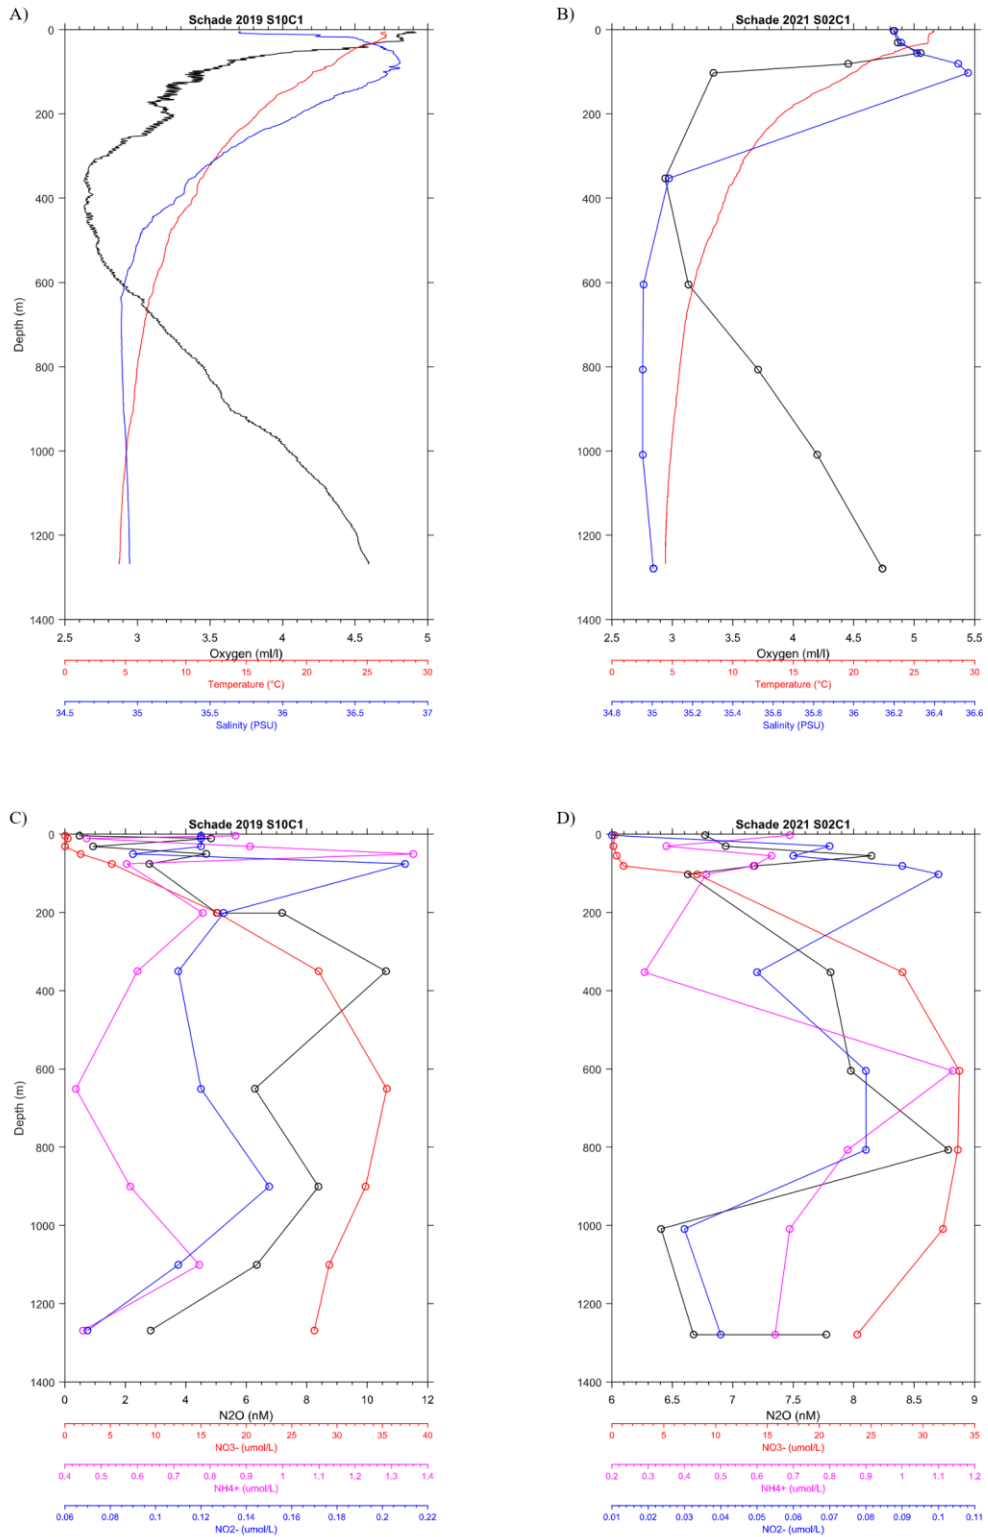 A)
Schade 2019 S10C1
0
200
400
600
800
1000
1200
1400
Depth (m)
2.5 3 3.5 4 4.5 5
Oxygen (ml/l)
0 5 10 15 20 25 30
Temperature (°C)
34.5 35 35.5 36 36.5 37
Salinity (PSU)
B)
Schade 2021 S02C1
0
200
400
600
800
1000
1200
1400
2.5 3 3.5 4 4.5 5 5.5
Oxygen (ml/l)
0 5 10 15 20 25 30
Temperature (°C)
34.8 35 35.2 35.4 35.6 35.8 36 36.2 36.4 36.6
Salinity (PSU)
C)
Schade 2019 S10C1
0
200
400
600
800
1000
1200
1400
Depth (m)
0 2 4 6 8 10 12
N2O (nM)
0 5 10 15 20 25 30 35 40
NO3- (umol/L)
0.4 0.5 0.6 0.7 0.8 0.9 1 1.1 1.2 1.3 1.4
NH4+ (umol/L)
0.06 0.08 0.1 0.12 0.14 0.16 0.18 0.2 0.22
NO2- (umol/L)
D)
Schade 2021 S02C1
0
200
400
600
800
1000
1200
1400
6 6.5 7 7.5 8 8.5 9
N2O (nM)
0 5 10 15 20 25 30 35
NO3- (umol/L)
0.2 0.3 0.4 0.5 0.6 0.7 0.8 0.9 1 1.1 1.2
NH4+ (umol/L)
0.01 0.02 0.03 0.04 0.05 0.06 0.07 0.08 0.09 0.1 0.11
NO2- (umol/L)